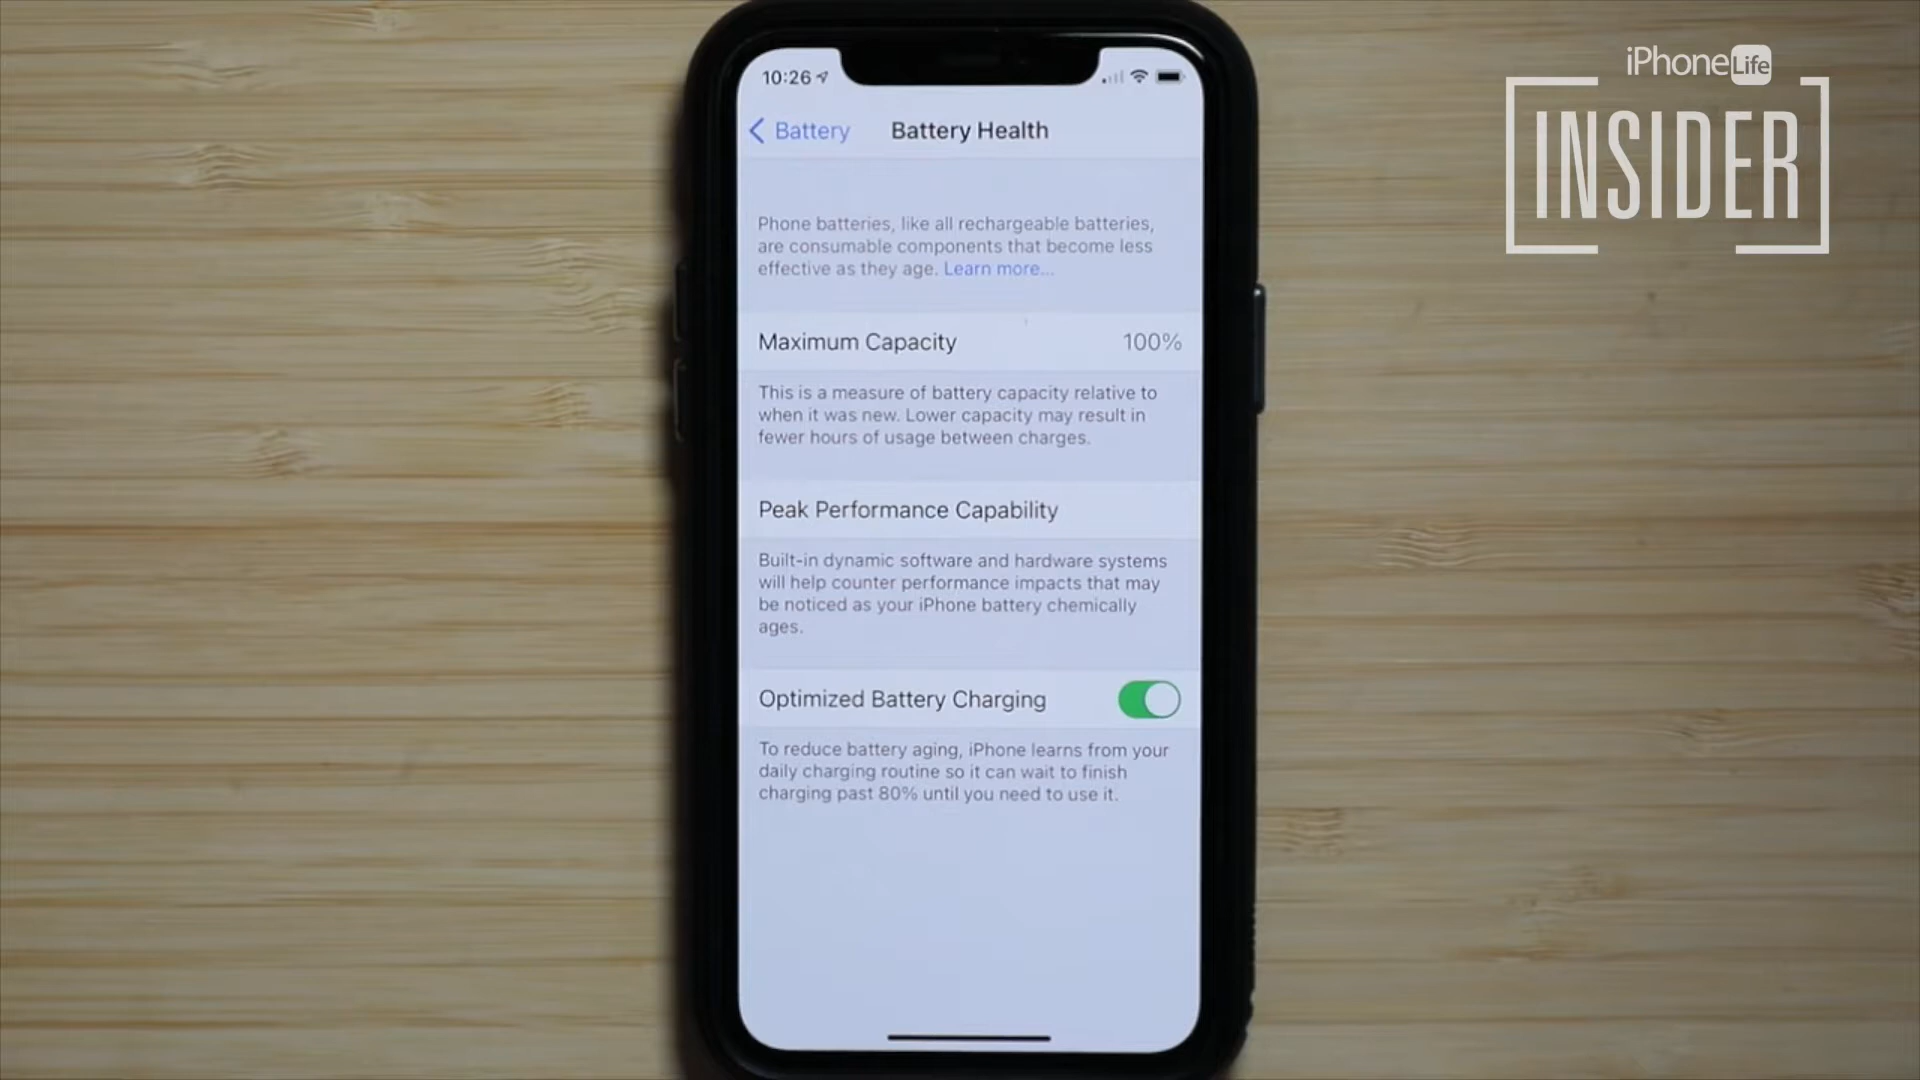 10:26
Battery
Battery Health
Phone batteries, like all rechargeable batteries,
are consumable components that become less
effective as they age. Learn more...
Maximum Capacity 100%
This is a measure of battery capacity relative to
when it was new. Lower capacity may result in
fewer hours of usage between charges.
Peak Performance Capability
Built-in dynamic software and hardware systems
will help counter performance impacts that may
be noticed as your iPhone battery chemically
ages.
Optimized Battery Charging
To reduce battery aging, iPhone learns from your
daily charging routine so it can wait to finish
charging past 80% until you need to use it.
iPhone Life
INSIDER